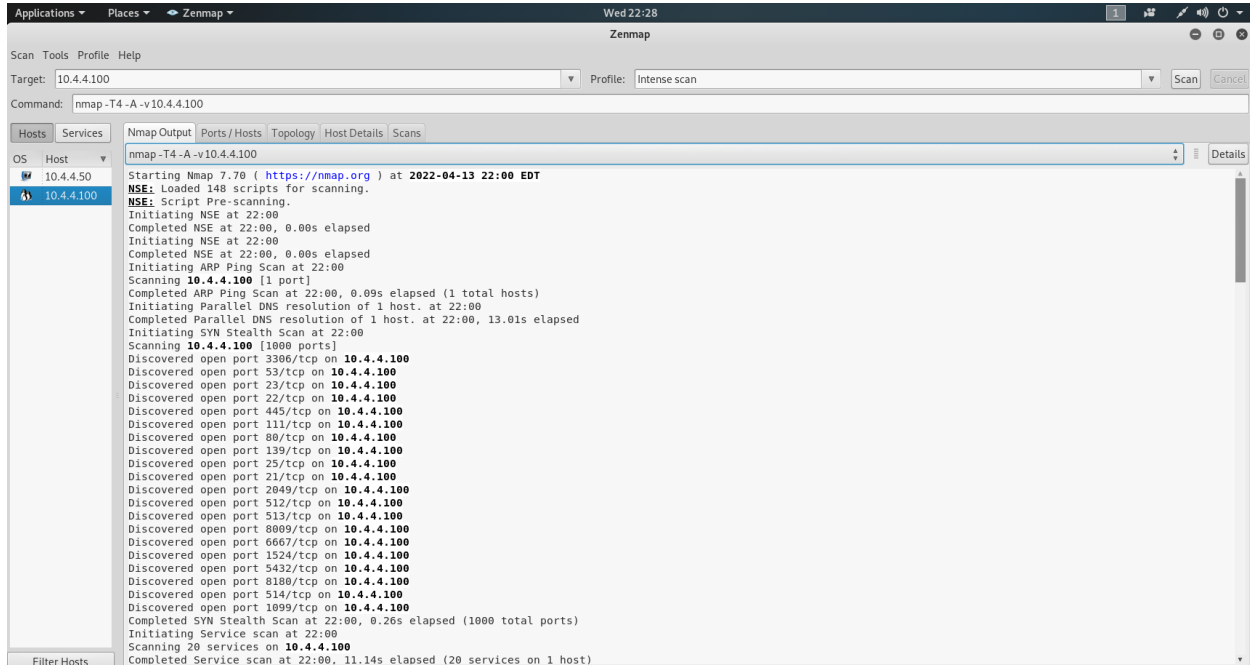 Applications Places Zenmap Wed 22:28 1
Zenmap
Scan Tools Profile Help
Target: 10.4.4.100 Profile: Intense scan Scan Cancel
Command: nmap -T4 -A -v 10.4.4.100
Hosts Services Nmap Output Ports / Hosts Topology Host Details Scans
OS Host nmap -T4 -A -v 10.4.4.100 Details
10.4.4.50
10.4.4.100
Starting Nmap 7.70 ( https://nmap.org ) at 2022-04-13 22:00 EDT
NSE: Loaded 148 scripts for scanning.
NSE: Script Pre-scanning.
Initiating NSE at 22:00
Completed NSE at 22:00, 0.00s elapsed
Initiating NSE at 22:00
Completed NSE at 22:00, 0.00s elapsed
Initiating ARP Ping Scan at 22:00
Scanning 10.4.4.100 [1 port]
Completed ARP Ping Scan at 22:00, 0.09s elapsed (1 total hosts)
Initiating Parallel DNS resolution of 1 host. at 22:00
Completed Parallel DNS resolution of 1 host. at 22:00, 13.01s elapsed
Initiating SYN Stealth Scan at 22:00
Scanning 10.4.4.100 [1000 ports]
Discovered open port 3306/tcp on 10.4.4.100
Discovered open port 53/tcp on 10.4.4.100
Discovered open port 23/tcp on 10.4.4.100
Discovered open port 22/tcp on 10.4.4.100
Discovered open port 445/tcp on 10.4.4.100
Discovered open port 111/tcp on 10.4.4.100
Discovered open port 80/tcp on 10.4.4.100
Discovered open port 139/tcp on 10.4.4.100
Discovered open port 25/tcp on 10.4.4.100
Discovered open port 21/tcp on 10.4.4.100
Discovered open port 2049/tcp on 10.4.4.100
Discovered open port 512/tcp on 10.4.4.100
Discovered open port 513/tcp on 10.4.4.100
Discovered open port 8009/tcp on 10.4.4.100
Discovered open port 6667/tcp on 10.4.4.100
Discovered open port 1524/tcp on 10.4.4.100
Discovered open port 5432/tcp on 10.4.4.100
Discovered open port 8180/tcp on 10.4.4.100
Discovered open port 514/tcp on 10.4.4.100
Discovered open port 1099/tcp on 10.4.4.100
Completed SYN Stealth Scan at 22:00, 0.26s elapsed (1000 total ports)
Initiating Service scan at 22:00
Scanning 20 services on 10.4.4.100
Completed Service scan at 22:00, 11.14s elapsed (20 services on 1 host)
Filter Hosts